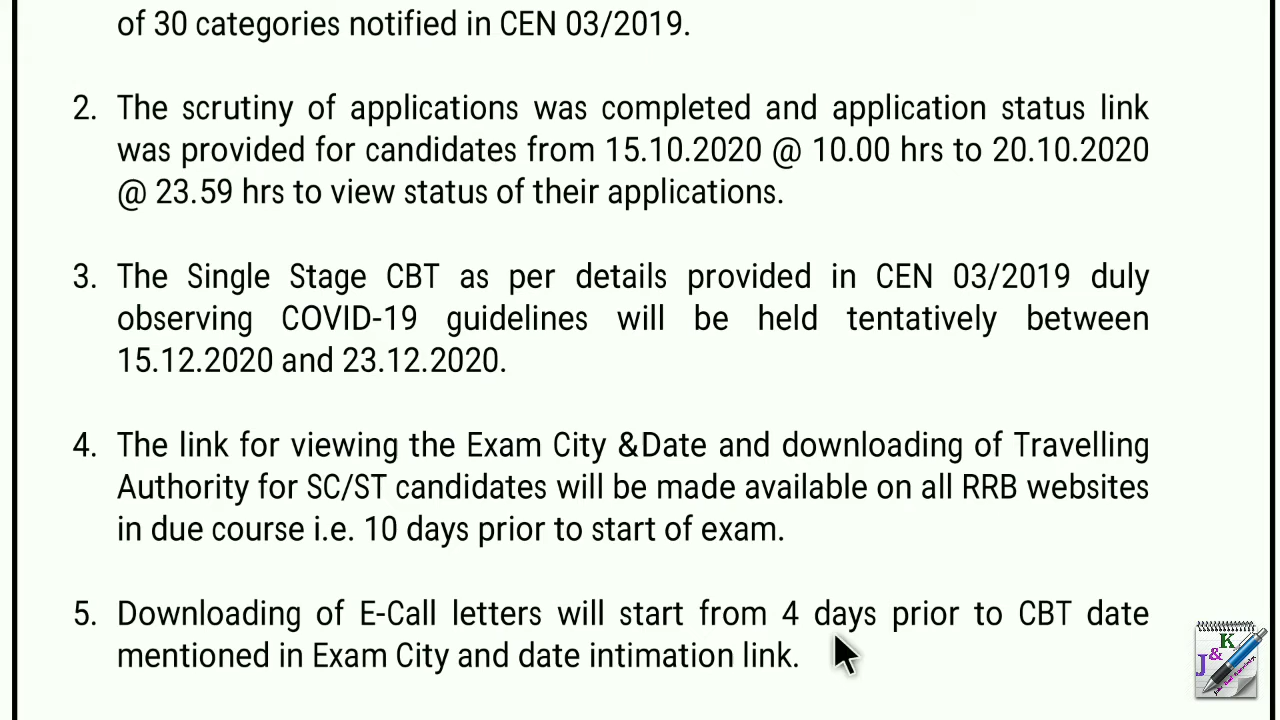 of 30 categories notified in CEN 03/2019.
2. The scrutiny of applications was completed and application status link
was provided for candidates from 15.10.2020 @ 10.00 hrs to 20.10.2020
@ 23.59 hrs to view status of their applications.
3. The Single Stage CBT as per details provided in CEN 03/2019 duly
observing COVID-19 guidelines will be held tentatively between
15.12.2020 and 23.12.2020.
4. The link for viewing the Exam City &Date and downloading of Travelling
Authority for SC/ST candidates will be made available on all RRB websites
in due course i.e. 10 days prior to start of exam.
5. Downloading of E-Call letters will start from 4 days prior to CBT date
mentioned in Exam City and date intimation link.
J&K